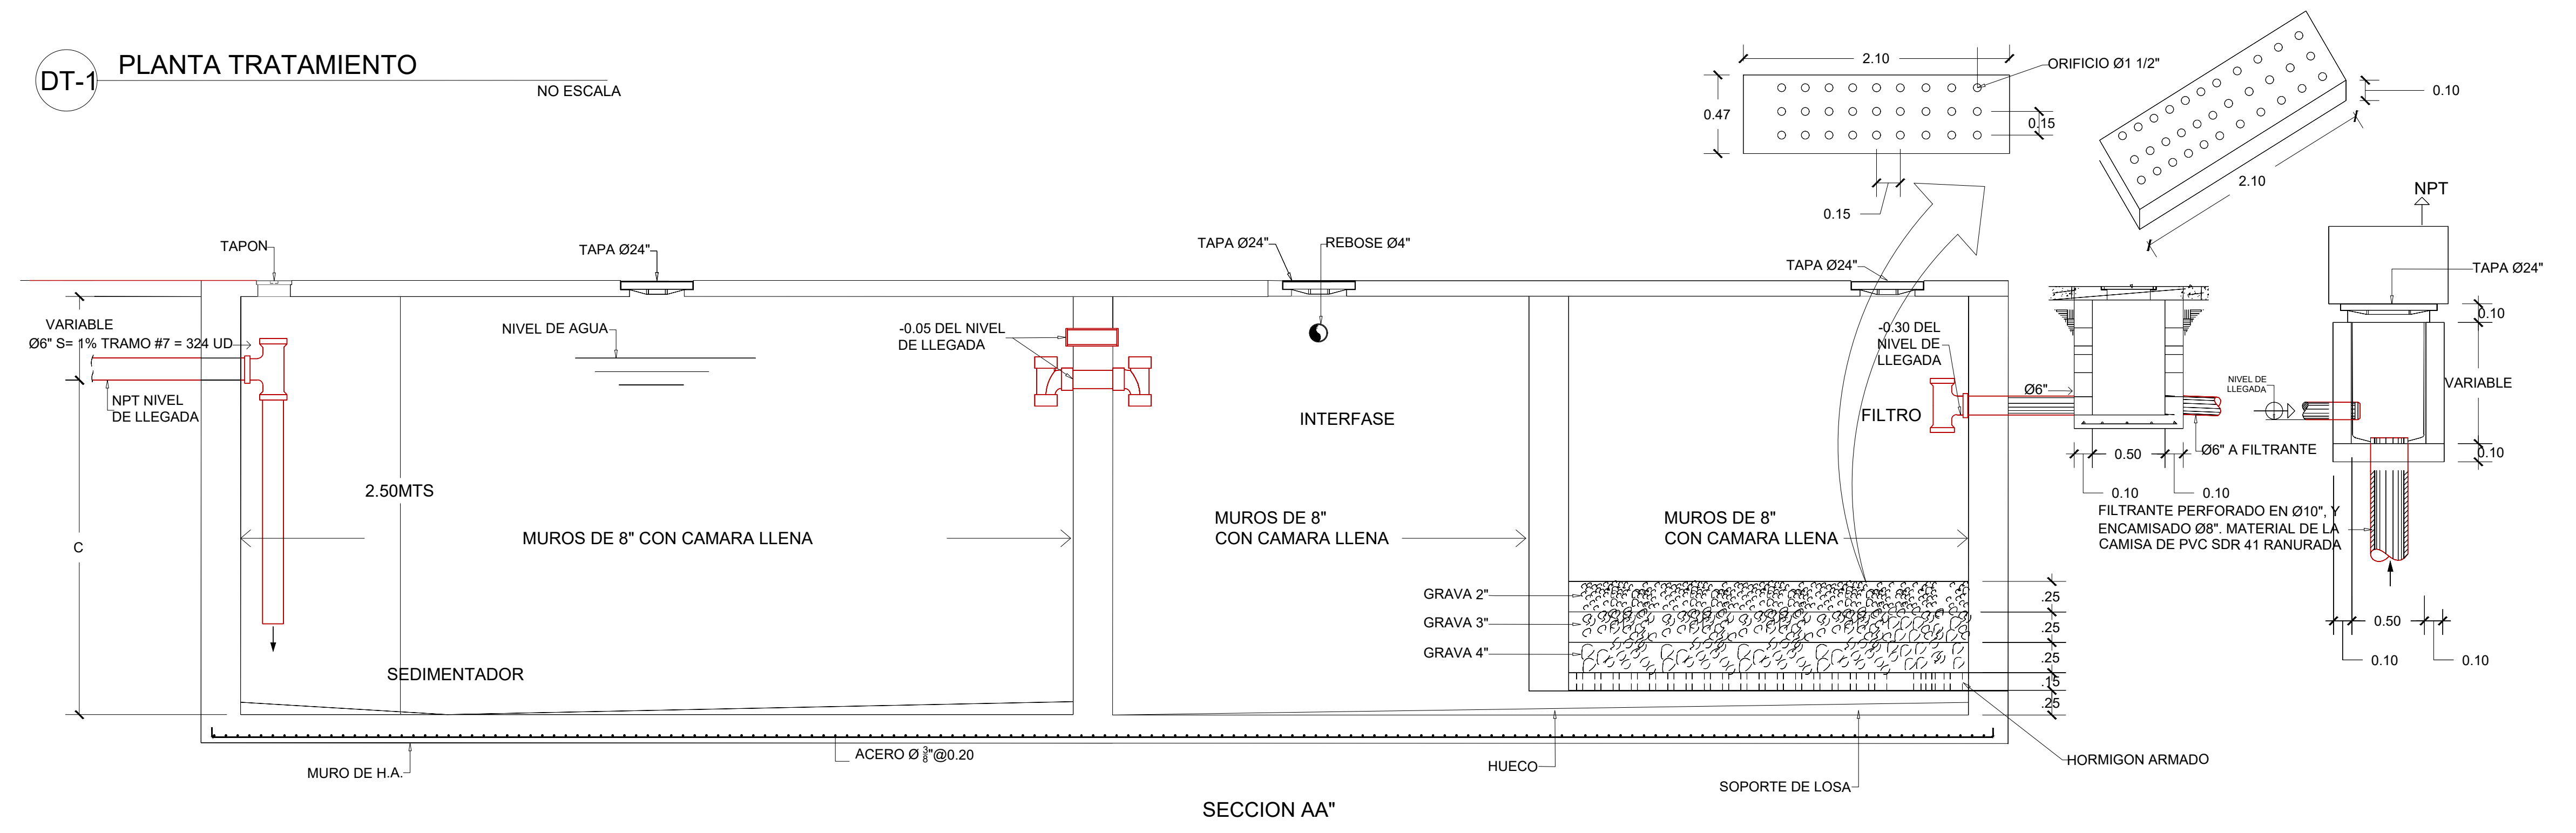 DT-1
PLANTA TRATAMIENTO
NO ESCALA
2.10
ORIFICIO Ø1 1/2"
0.47
0.15
0.15
0.10
2.10
NPT
TAPA Ø24"
0.10
VARIABLE
0.10
NIVEL DE
LLEGADA
0.50
0.10
0.10
TAPON
TAPA Ø24"
TAPA Ø24"
REBOSE Ø4"
TAPA Ø24"
VARIABLE
Ø6" S= 1% TRAMO #7 = 324 UD
NPT NIVEL
DE LLEGADA
NIVEL DE AGUA
-0.05 DEL NIVEL
DE LLEGADA
-0.30 DEL
NIVEL DE
LLEGADA
INTERFASE
FILTRO
Ø6"
Ø6" A FILTRANTE
0.50
0.10
0.10
FILTRANTE PERFORADO EN Ø10", Y
ENCAMISADO Ø8". MATERIAL DE LA
CAMISA DE PVC SDR 41 RANURADA
2.50MTS
C
MUROS DE 8" CON CAMARA LLENA
MUROS DE 8"
CON CAMARA LLENA
MUROS DE 8"
CON CAMARA LLENA
GRAVA 2"
GRAVA 3"
GRAVA 4"
.25
.25
.25
.15
.25
SEDIMENTADOR
MURO DE H.A.
ACERO Ø 3/8"@0.20
HUECO
SOPORTE DE LOSA
HORMIGON ARMADO
SECCION AA"